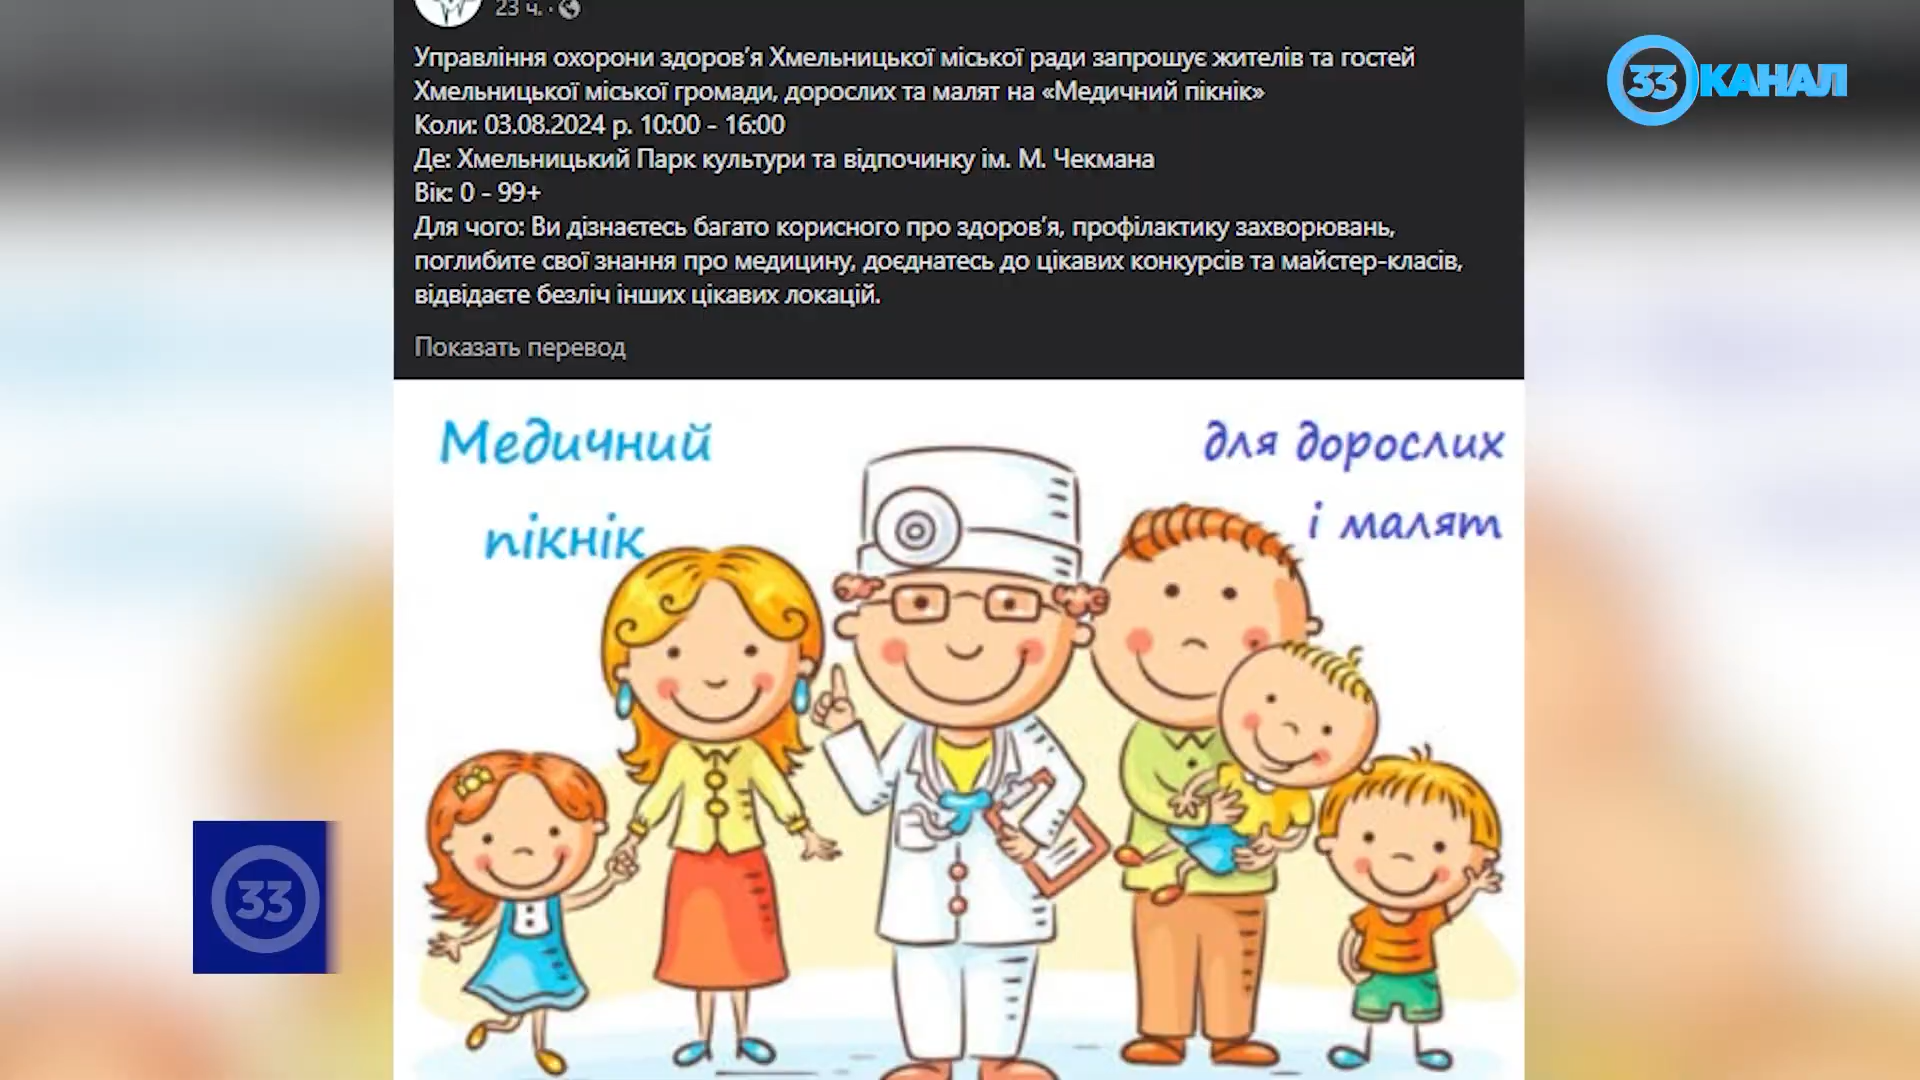 23 ч. ·
33 КАНАЛ
Управління охорони здоров’я Хмельницької міської ради запрошує жителів та гостей
Хмельницької міської громади, дорослих та малят на «Медичний пікнік»
Коли: 03.08.2024 р. 10:00 - 16:00
Де: Хмельницький Парк культури та відпочинку ім. М. Чекмана
Вік: 0 - 99+
Для чого: Ви дізнаєтесь багато корисного про здоров’я, профілактику захворювань,
поглибите свої знання про медицину, доєднатесь до цікавих конкурсів та майстер-класів,
відвідаєте безліч інших цікавих локацій.
Показать перевод
Медичний
пікнік
для дорослих
і малят
33